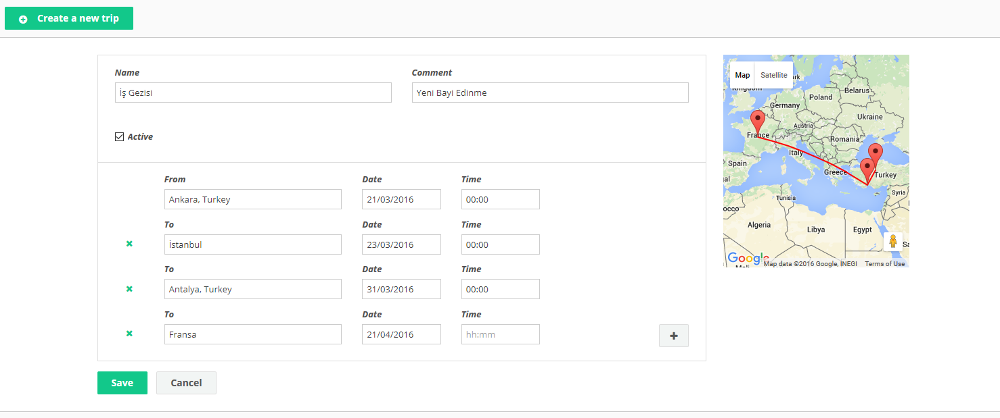 Create a new trip
Name
Comment
İş Gezisi
Yeni Bayi Edinme
Active
From
Date
Time
Ankara, Turkey
21/03/2016
00:00
To
Date
Time
İstanbul
23/03/2016
00:00
To
Date
Time
Antalya, Turkey
31/03/2016
00:00
To
Date
Time
Fransa
21/04/2016
hh:mm
Save
Cancel
Map
Satellite
Belarus
Poland
Germany
Ukraine
Austria
France
Romania
Italy
Spain
Greece
Turkey
Syria
Tunisia
Algeria
Libya
Egypt
Google
Map data ©2016 Google, INEGI
Terms of Use